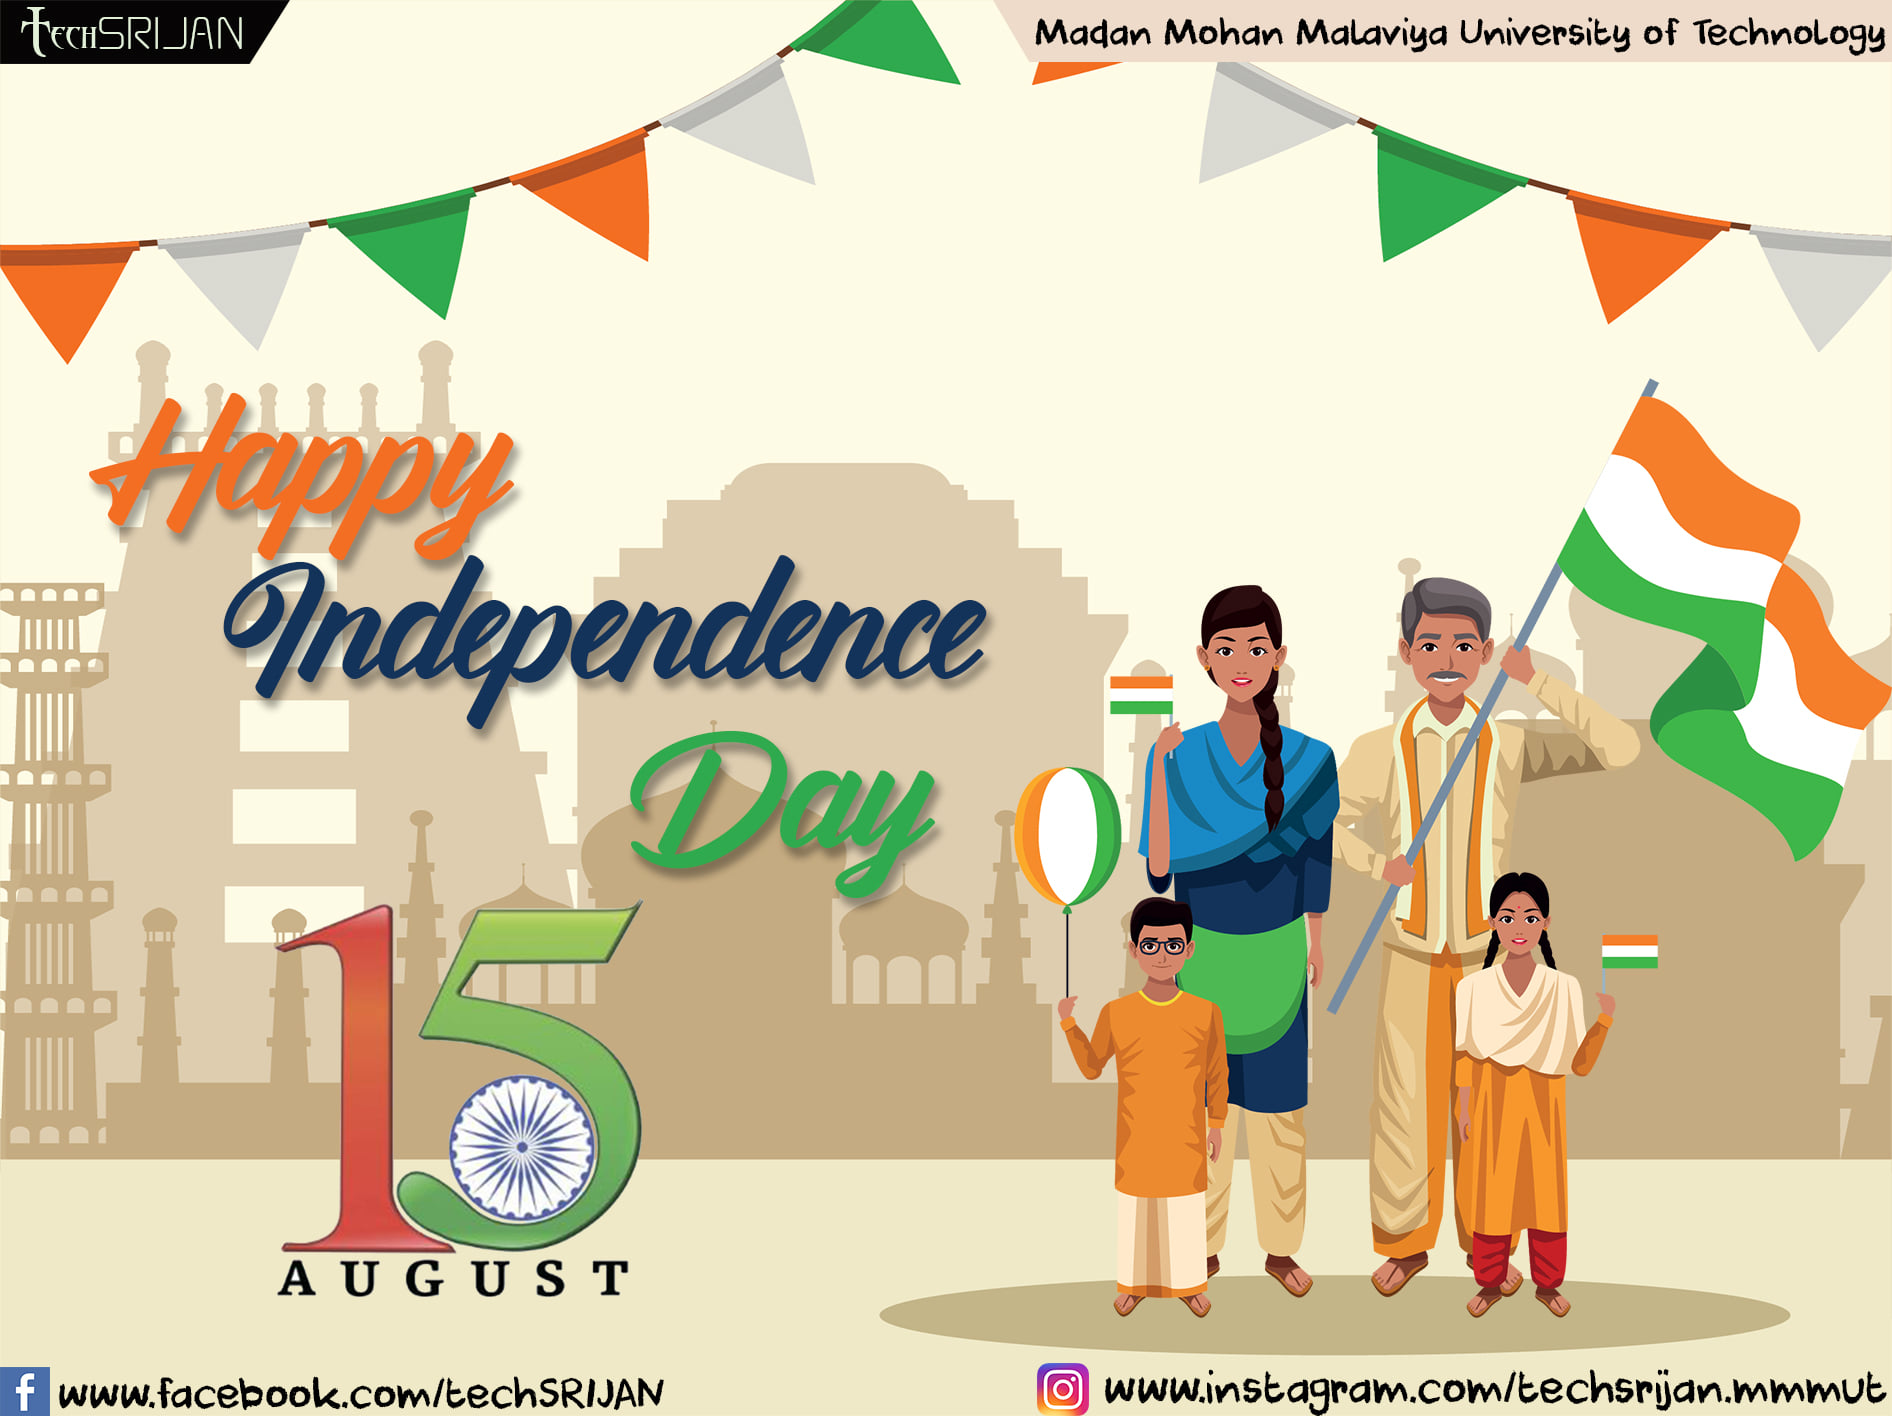 TechSRIJAN
Madan Mohan Malaviya University of Technology
Happy
Independence
Day
15
AUGUST
www.facebook.com/techSRIJAN
www.instagram.com/techsrijan.mmmut